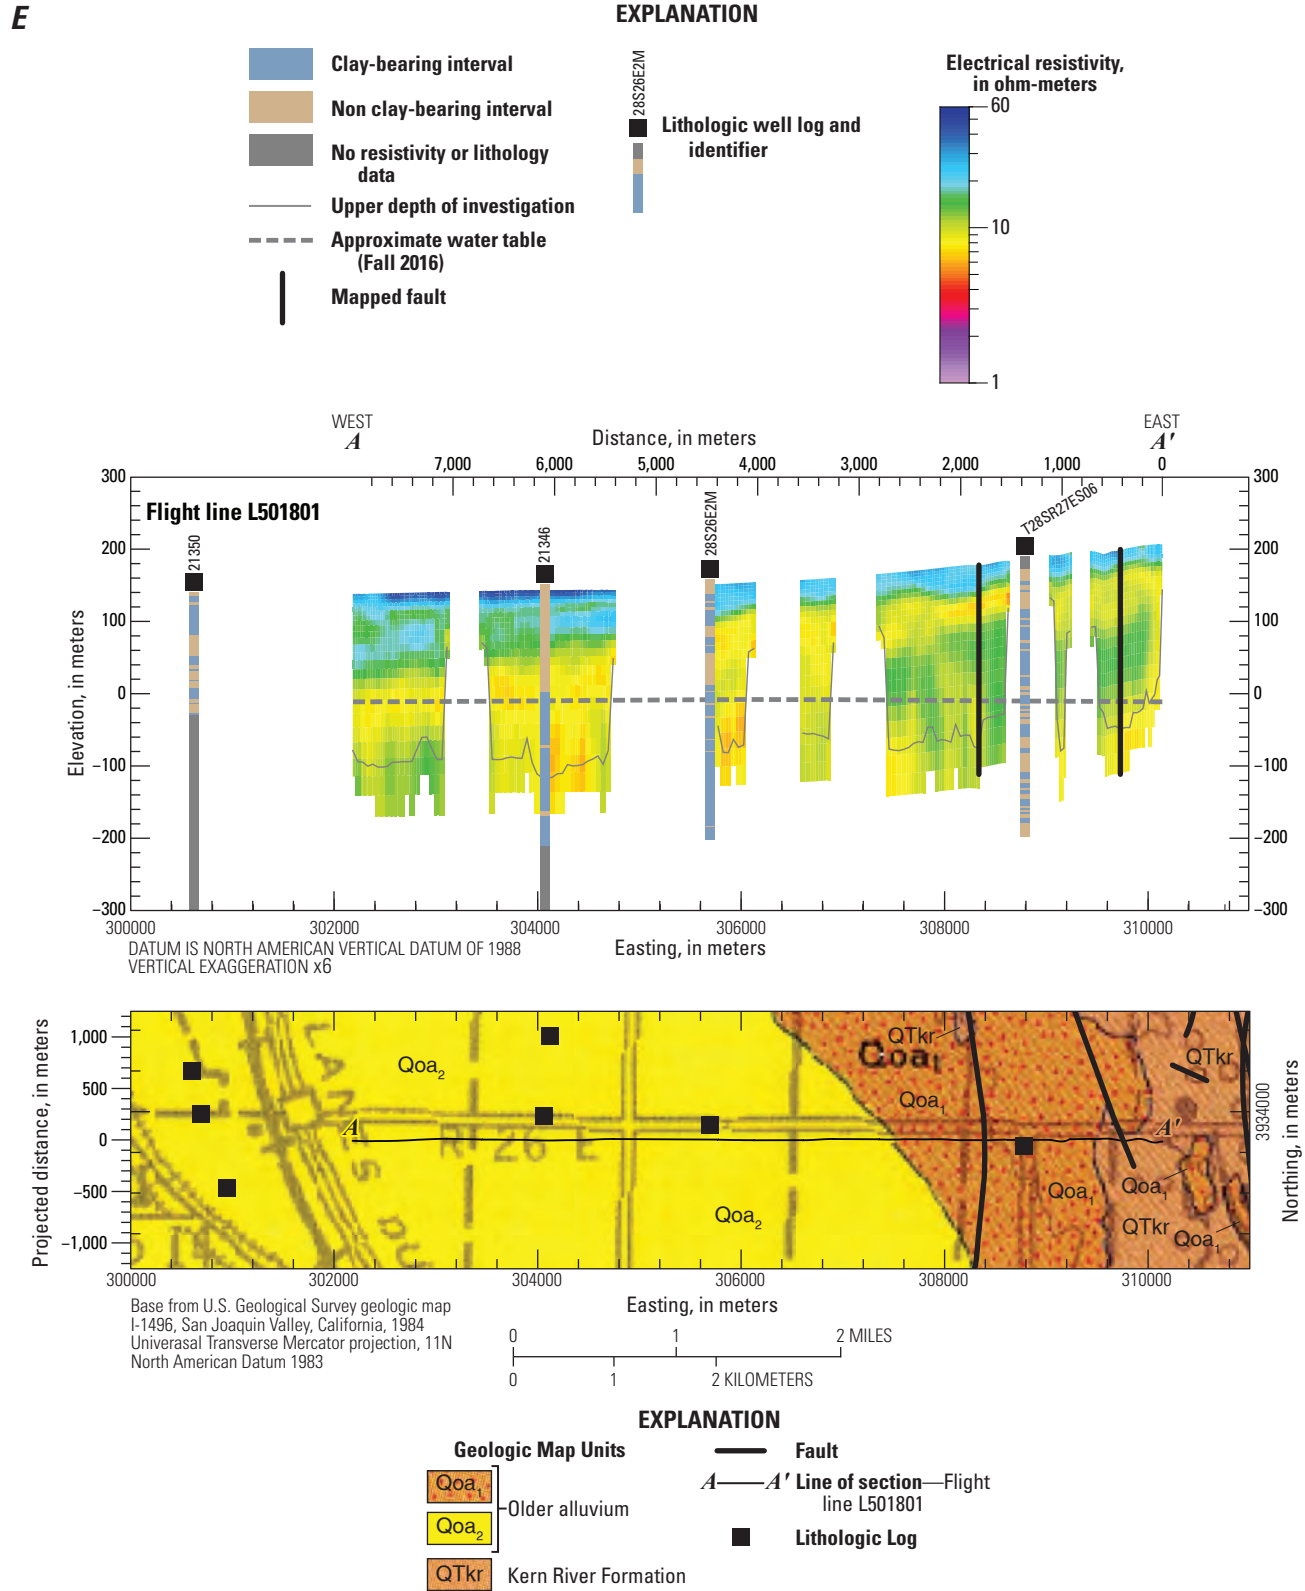 E
EXPLANATION
Clay-bearing interval
Non clay-bearing interval
No resistivity or lithology
data
Upper depth of investigation
Approximate water table
(Fall 2016)
Mapped fault
28S26E2M
Lithologic well log and
identifier
Electrical resistivity,
in ohm-meters
60
10
1
WEST
A
EAST
A′
Distance, in meters
7,000 6,000 5,000 4,000 3,000 2,000 1,000 0
Flight line L501801
21350
21346
28S26E2M
T28SR27ES06
Elevation, in meters
300
200
100
0
−100
−200
−300
300
200
100
0
−100
−200
−300
300000 302000 304000 306000 308000 310000
Easting, in meters
DATUM IS NORTH AMERICAN VERTICAL DATUM OF 1988
VERTICAL EXAGGERATION x6
Projected distance, in meters
1,000
500
0
−500
−1,000
Qoa2
QTkr
Qoa1
QTkr
Qoa1
A
A′
R 26 E
LANE
Qoa2
Qoa1
Qoa1
QTkr
Qoa1
3934000
Northing, in meters
300000 302000 304000 306000 308000 310000
Easting, in meters
Base from U.S. Geological Survey geologic map
I-1496, San Joaquin Valley, California, 1984
Univerasal Transverse Mercator projection, 11N
North American Datum 1983
0 1 2 MILES
0 1 2 KILOMETERS
EXPLANATION
Geologic Map Units
Qoa1
Qoa2
Older alluvium
QTkr
Kern River Formation
Fault
A A′ Line of section—Flight
line L501801
Lithologic Log